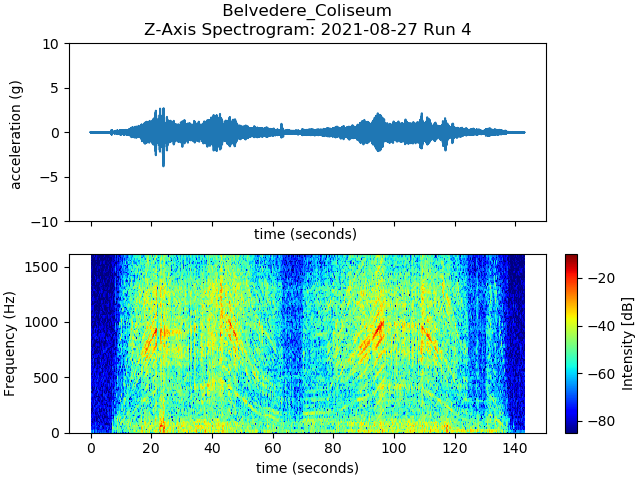 Belvedere_Coliseum
Z-Axis Spectrogram: 2021-08-27 Run 4
10
5
0
−5
−10
acceleration (g)
time (seconds)
1500
1000
500
0
Frequency (Hz)
0 20 40 60 80 100 120 140
time (seconds)
−20
−40
−60
−80
Intensity [dB]